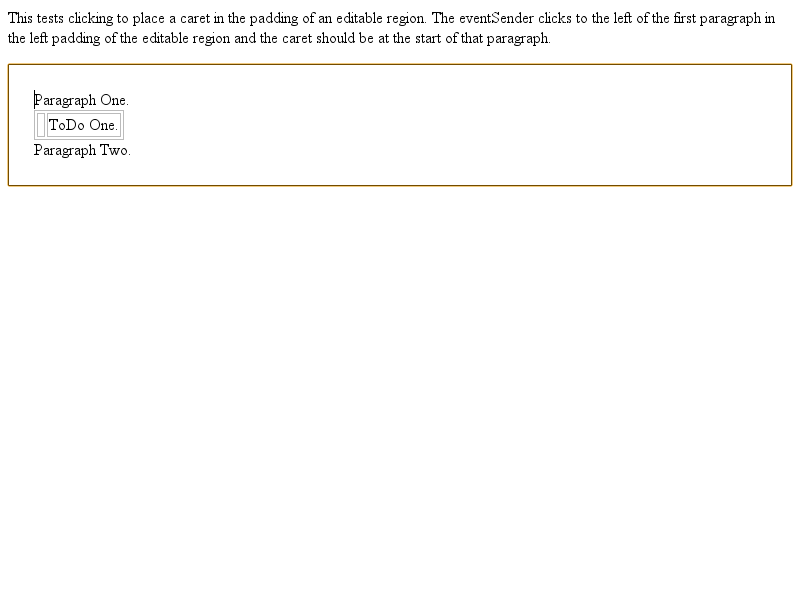 This tests clicking to place a caret in the padding of an editable region. The eventSender clicks to the left of the first paragraph in
the left padding of the editable region and the caret should be at the start of that paragraph.
Paragraph One.
ToDo One.
Paragraph Two.